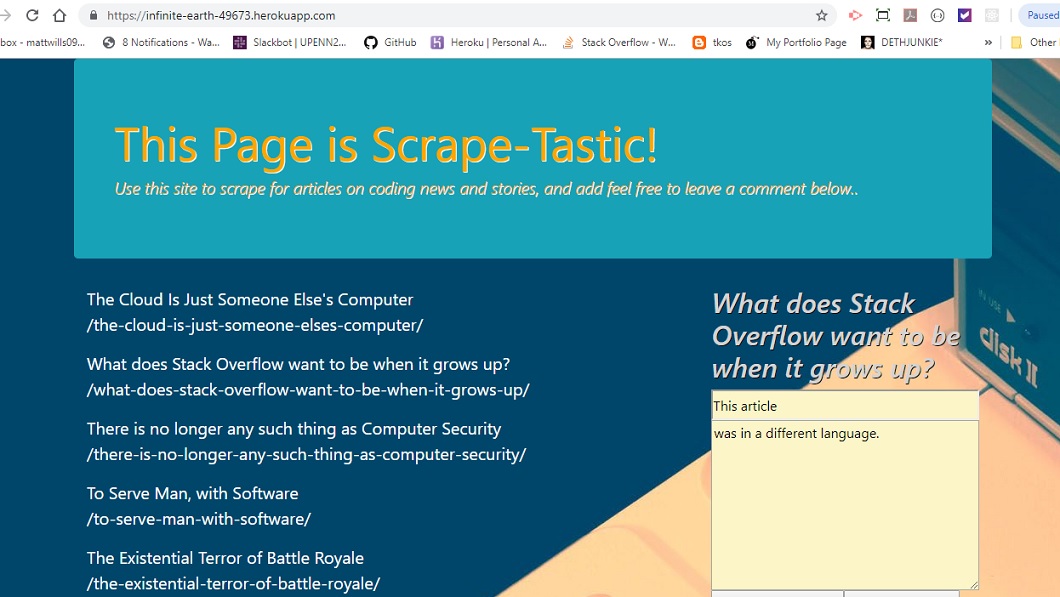 https://infinite-earth-49673.herokuapp.com
Paused
box - mattwills09...
8 Notifications - Wa...
Slackbot | UPENN2...
GitHub
Heroku | Personal A...
Stack Overflow - W...
tkos
My Portfolio Page
DETHJUNKIE*
»
Other
This Page is Scrape-Tastic!
Use this site to scrape for articles on coding news and stories, and add feel free to leave a comment below..
The Cloud Is Just Someone Else's Computer
/the-cloud-is-just-someone-elses-computer/
What does Stack Overflow want to be when it grows up?
/what-does-stack-overflow-want-to-be-when-it-grows-up/
There is no longer any such thing as Computer Security
/there-is-no-longer-any-such-thing-as-computer-security/
To Serve Man, with Software
/to-serve-man-with-software/
The Existential Terror of Battle Royale
/the-existential-terror-of-battle-royale/
What does Stack
Overflow want to be
when it grows up?
This article
was in a different language.
IN USE
disk II